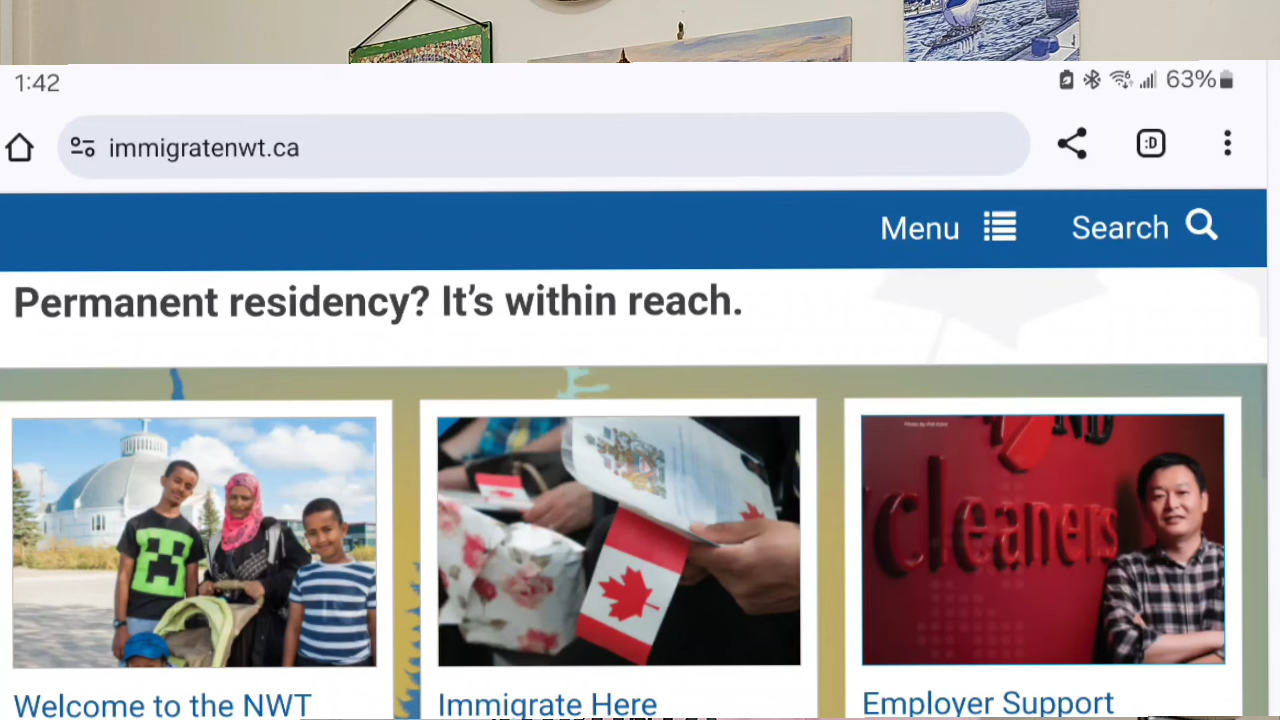 1:42
63%
immigratenwt.ca
:D
Menu
Search
Permanent residency? It's within reach.
ND
cleaners
Welcome to the NWT
Immigrate Here
Employer Support